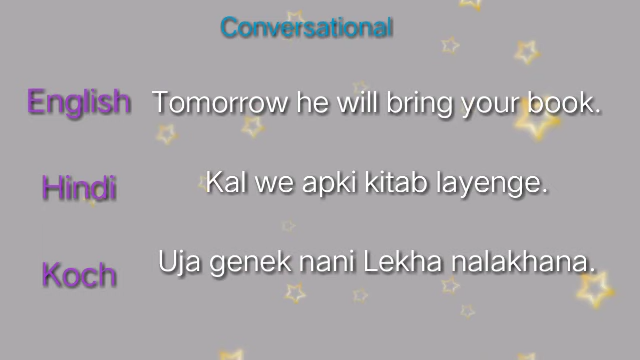 Conversational
English Tomorrow he will bring your book.
Hindi Kal we apki kitab layenge.
Koch Uja genek nani Lekha nalakhana.